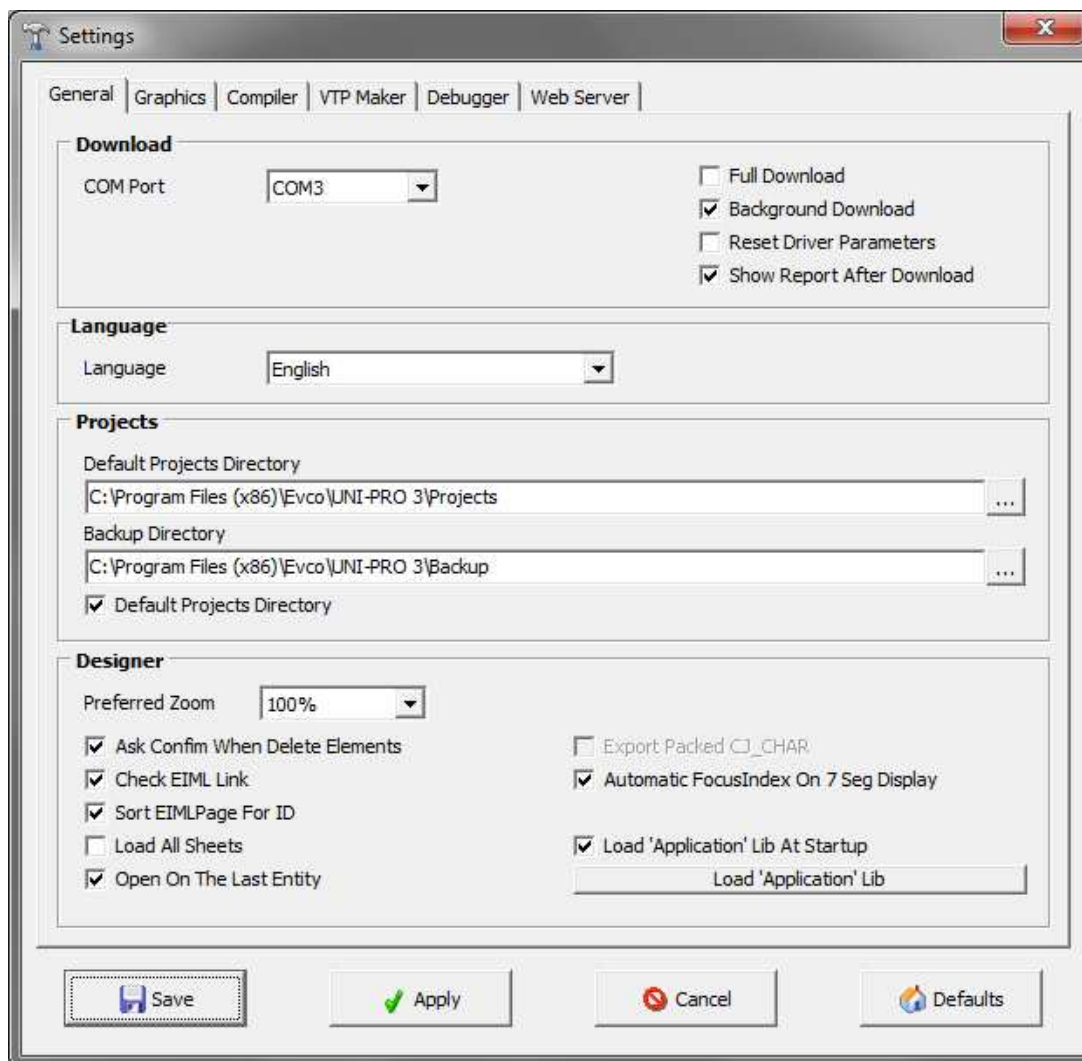 Settings
General Graphics Compiler VTP Maker Debugger Web Server
Download
COM Port COM3
Full Download
Background Download
Reset Driver Parameters
Show Report After Download
Language
Language English
Projects
Default Projects Directory
C:\Program Files (x86)\Evco\UNI-PRO 3\Projects ...
Backup Directory
C:\Program Files (x86)\Evco\UNI-PRO 3\Backup ...
Default Projects Directory
Designer
Preferred Zoom 100%
Ask Confim When Delete Elements Export Packed CJ_CHAR
Check EIML Link Automatic FocusIndex On 7 Seg Display
Sort EIMLPage For ID
Load All Sheets Load 'Application' Lib At Startup
Open On The Last Entity Load 'Application' Lib
Save Apply Cancel Defaults